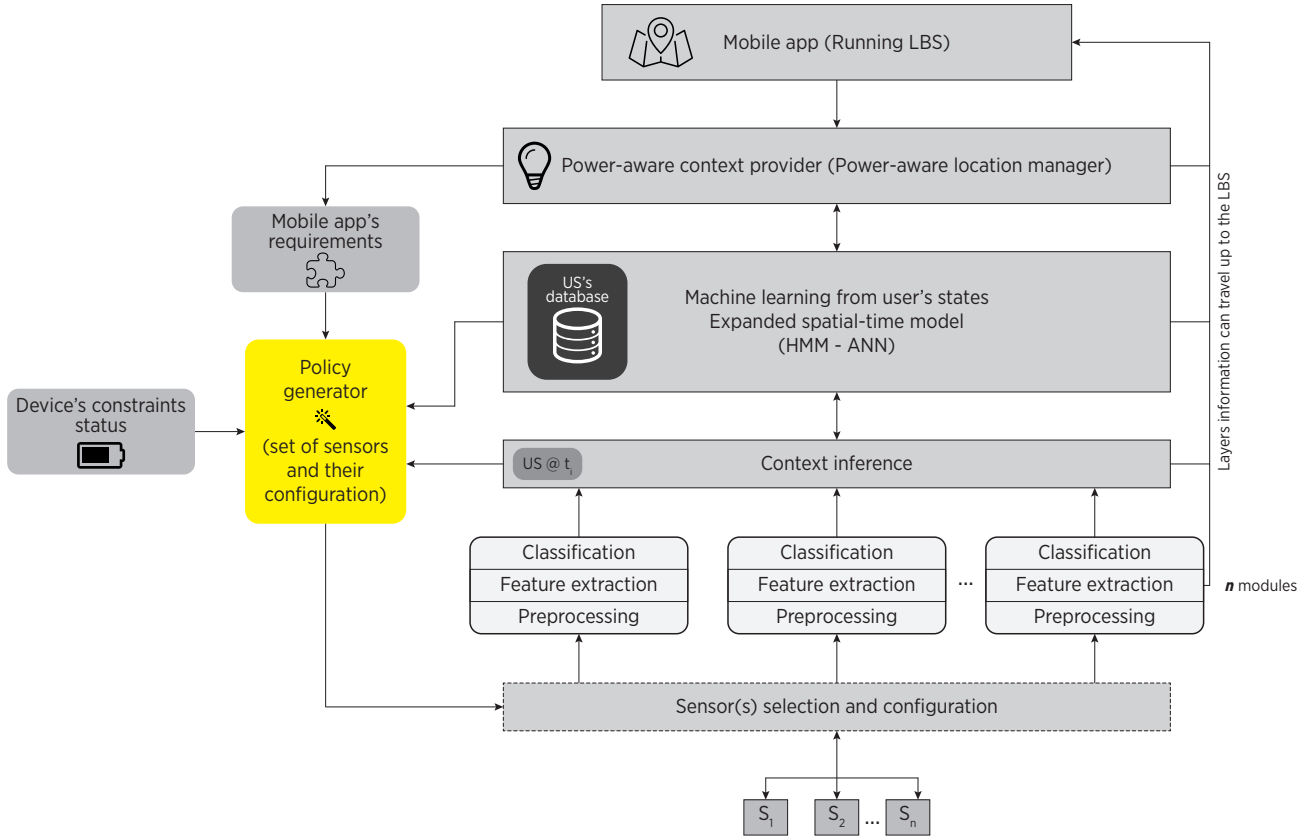 Mobile app (Running LBS)
Power-aware context provider (Power-aware location manager)
Mobile app's
requirements
US's
database
Machine learning from user's states
Expanded spatial-time model
(HMM - ANN)
Layers information can travel up to the LBS
Policy
generator
(set of sensors
and their
configuration)
Device's constraints
status
US @ tᵢ
Context inference
Classification
Feature extraction
Preprocessing
Classification
Feature extraction
Preprocessing
...
Classification
Feature extraction
Preprocessing
n modules
Sensor(s) selection and configuration
S₁ S₂ ... Sₙ